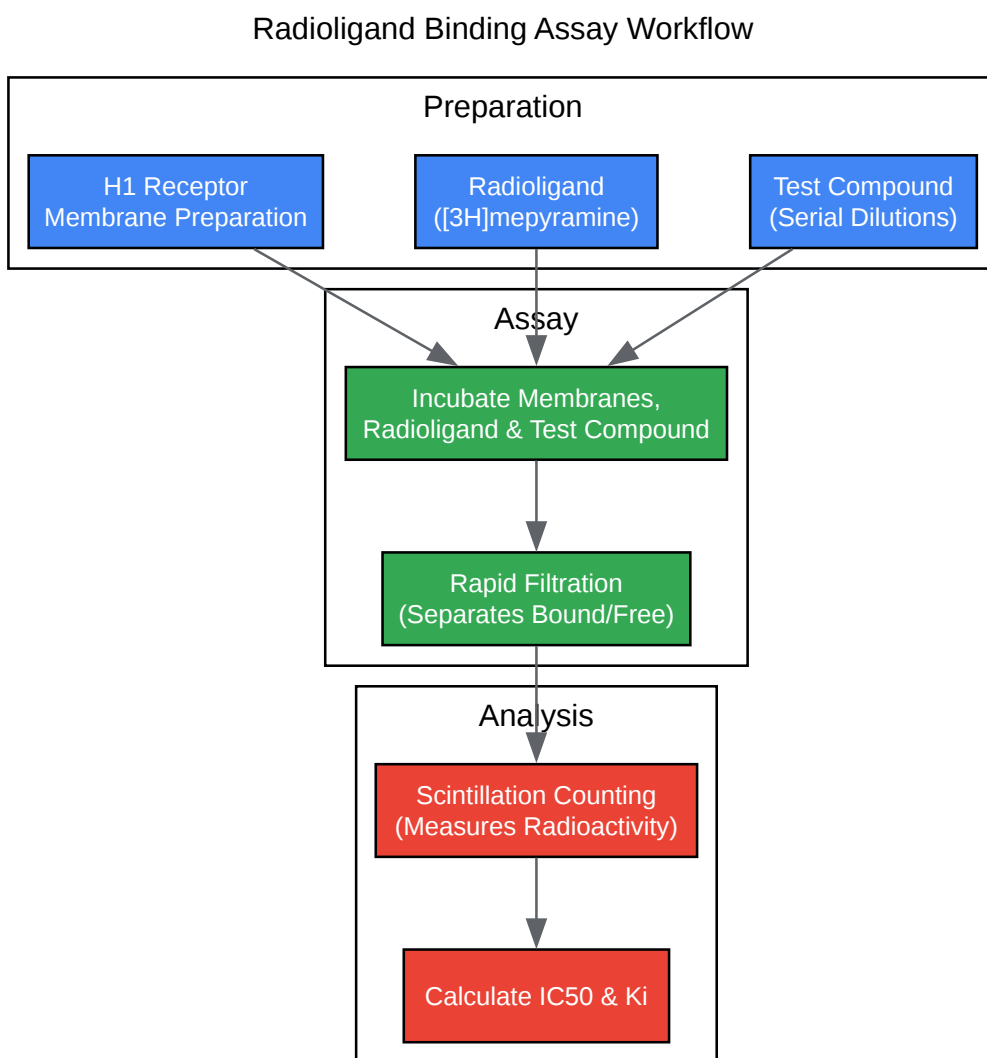 Radioligand Binding Assay Workflow
Preparation
H1 Receptor
Membrane Preparation
Radioligand
([3H]mepyramine)
Test Compound
(Serial Dilutions)
Assay
Incubate Membranes,
Radioligand & Test Compound
Rapid Filtration
(Separates Bound/Free)
Analysis
Scintillation Counting
(Measures Radioactivity)
Calculate IC50 & Ki